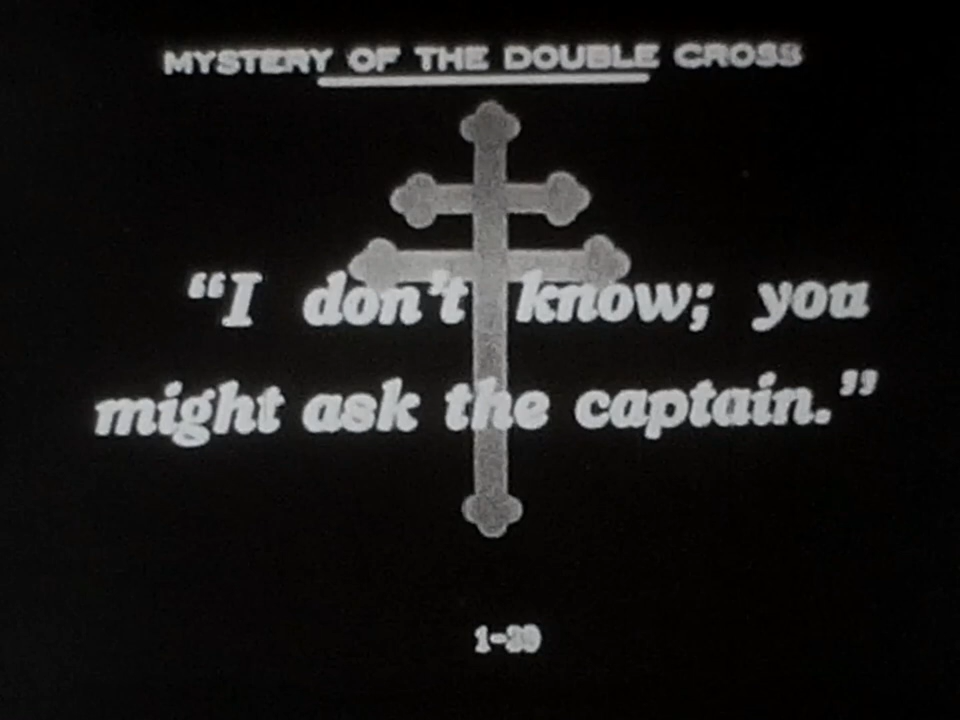 MYSTERY OF THE DOUBLE CROSS
“I don't know; you
might ask the captain.”